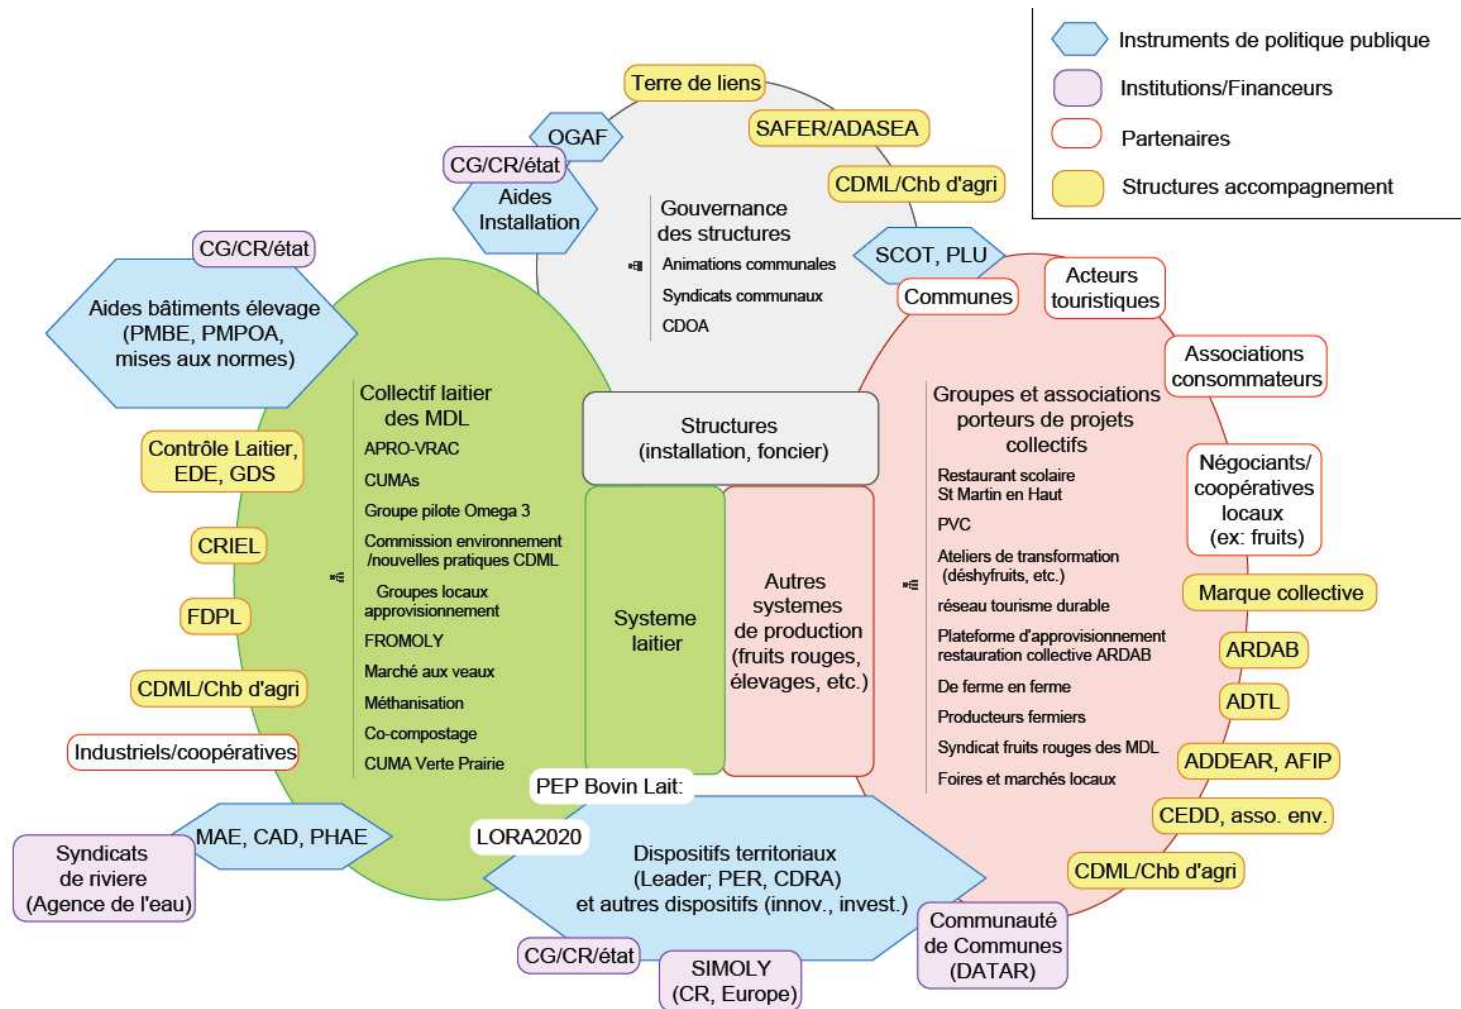 Instruments de politique publique
Institutions/Financeurs
Partenaires
Structures accompagnement
Terre de liens
OGAF
SAFER/ADASEA
CG/CR/état
CDML/Chb d'agri
Aides
Installation
Gouvernance
des structures
Animations communales
Syndicats communaux
CDOA
SCOT, PLU
Communes
CG/CR/état
Aides bâtiments élevage
(PMBE, PMPOA,
mises aux normes)
Contrôle Laitier,
EDE, GDS
CRIEL
FDPL
CDML/Chb d'agri
Industriels/coopératives
MAE, CAD, PHAE
Syndicats
de riviere
(Agence de l'eau)
Collectif laitier
des MDL
APRO-VRAC
CUMAs
Groupe pilote Omega 3
Commission environnement
/nouvelles pratiques CDML
Groupes locaux
approvisionnement
FROMOLY
Marché aux veaux
Méthanisation
Co-compostage
CUMA Verte Prairie
Structures
(installation, foncier)
Systeme
laitier
Autres
systemes
de production
(fruits rouges,
élevages, etc.)
PEP Bovin Lait:
LORA2020
Dispositifs territoriaux
(Leader; PER, CDRA)
et autres dispositifs (innov., invest.)
CG/CR/état
SIMOLY
(CR, Europe)
Communauté
de Communes
(DATAR)
Groupes et associations
porteurs de projets
collectifs
Restaurant scolaire
St Martin en Haut
PVC
Ateliers de transformation
(déshyfruits, etc.)
réseau tourisme durable
Plateforme d'approvisionnement
restauration collective ARDAB
De ferme en ferme
Producteurs fermiers
Syndicat fruits rouges des MDL
Foires et marchés locaux
Acteurs
touristiques
Associations
consommateurs
Négociants/
coopératives
locaux
(ex: fruits)
Marque collective
ARDAB
ADTL
ADDEAR, AFIP
CEDD, asso. env.
CDML/Chb d'agri